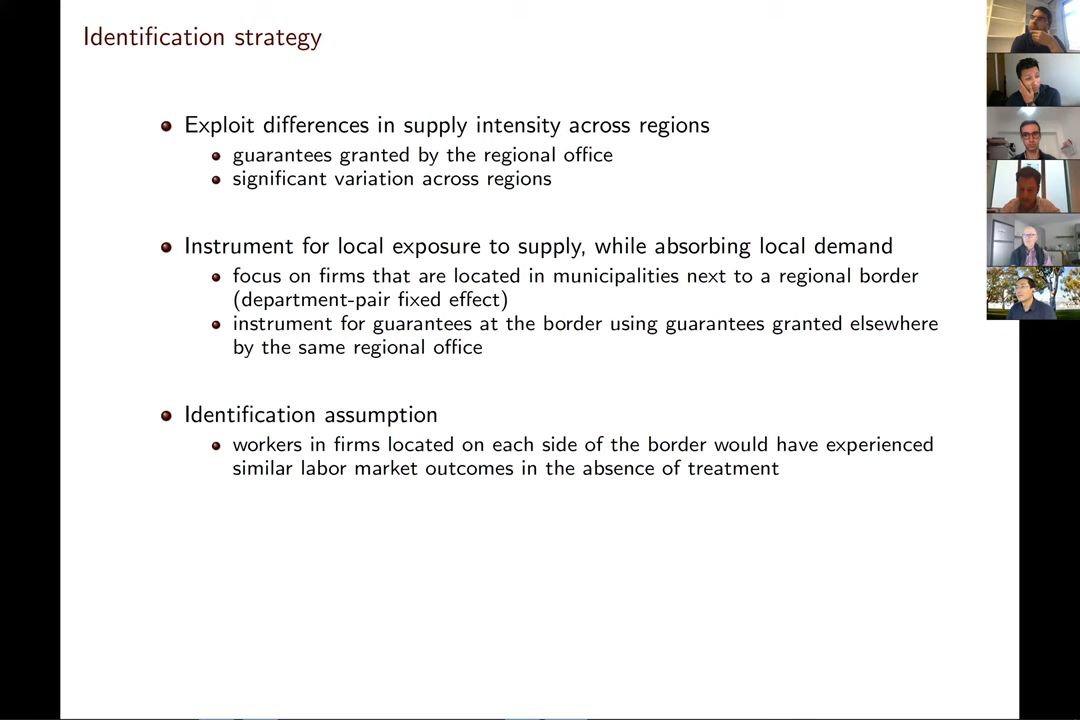 Identification strategy
Exploit differences in supply intensity across regions
guarantees granted by the regional office
significant variation across regions
Instrument for local exposure to supply, while absorbing local demand
focus on firms that are located in municipalities next to a regional border
(department-pair fixed effect)
instrument for guarantees at the border using guarantees granted elsewhere
by the same regional office
Identification assumption
workers in firms located on each side of the border would have experienced
similar labor market outcomes in the absence of treatment